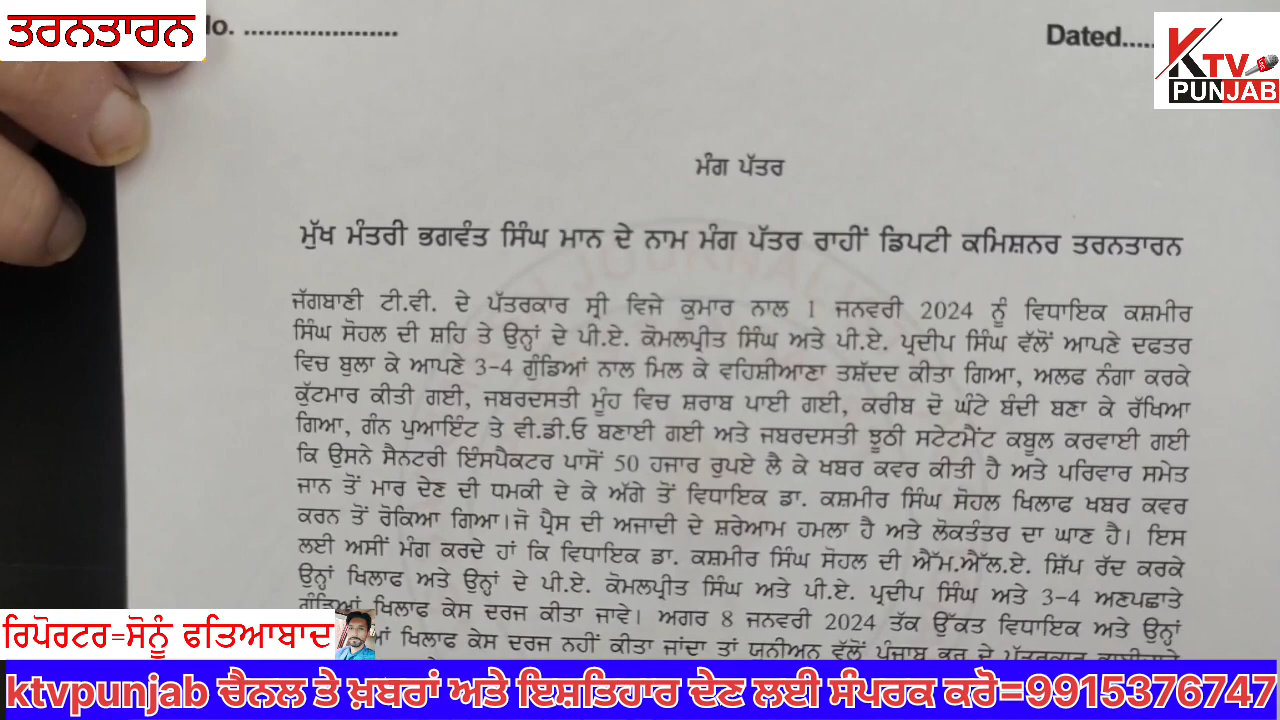 ਤਰਨਤਾਰਨ
No. .....................
Dated.....
KTV
PUNJAB
ਮੰਗ ਪੱਤਰ
ਮੁੱਖ ਮੰਤਰੀ ਭਗਵੰਤ ਸਿੰਘ ਮਾਨ ਦੇ ਨਾਮ ਮੰਗ ਪੱਤਰ ਰਾਹੀਂ ਡਿਪਟੀ ਕਮਿਸ਼ਨਰ ਤਰਨਤਾਰਨ
ਜੱਗਬਾਣੀ ਟੀ.ਵੀ. ਦੇ ਪੱਤਰਕਾਰ ਸ੍ਰੀ ਵਿਜੇ ਕੁਮਾਰ ਨਾਲ 1 ਜਨਵਰੀ 2024 ਨੂੰ ਵਿਧਾਇਕ ਕਸ਼ਮੀਰ
ਸਿੰਘ ਸੋਹਲ ਦੀ ਸ਼ਹਿ ਤੇ ਉਨ੍ਹਾਂ ਦੇ ਪੀ.ਏ. ਕੋਮਲਪ੍ਰੀਤ ਸਿੰਘ ਅਤੇ ਪੀ.ਏ. ਪ੍ਰਦੀਪ ਸਿੰਘ ਵੱਲੋਂ ਆਪਣੇ ਦਫਤਰ
ਵਿਚ ਬੁਲਾ ਕੇ ਆਪਣੇ 3-4 ਗੁੰਡਿਆਂ ਨਾਲ ਮਿਲ ਕੇ ਵਹਿਸ਼ੀਆਣਾ ਤਸ਼ੱਦਦ ਕੀਤਾ ਗਿਆ, ਅਲਫ ਨੰਗਾ ਕਰਕੇ
ਕੁੱਟਮਾਰ ਕੀਤੀ ਗਈ, ਜਬਰਦਸਤੀ ਮੂੰਹ ਵਿਚ ਸ਼ਰਾਬ ਪਾਈ ਗਈ, ਕਰੀਬ ਦੋ ਘੰਟੇ ਬੰਦੀ ਬਣਾ ਕੇ ਰੱਖਿਆ
ਗਿਆ, ਗੰਨ ਪੁਆਇੰਟ ਤੇ ਵੀ.ਡੀ.ਓ ਬਣਾਈ ਗਈ ਅਤੇ ਜਬਰਦਸਤੀ ਝੂਠੀ ਸਟੇਟਮੈਂਟ ਕਬੂਲ ਕਰਵਾਈ ਗਈ
ਕਿ ਉਸਨੇ ਸੈਨਟਰੀ ਇੰਸਪੈਕਟਰ ਪਾਸੋਂ 50 ਹਜਾਰ ਰੁਪਏ ਲੈ ਕੇ ਖਬਰ ਕਵਰ ਕੀਤੀ ਹੈ ਅਤੇ ਪਰਿਵਾਰ ਸਮੇਤ
ਜਾਨ ਤੋਂ ਮਾਰ ਦੇਣ ਦੀ ਧਮਕੀ ਦੇ ਕੇ ਅੱਗੇ ਤੋਂ ਵਿਧਾਇਕ ਡਾ. ਕਸ਼ਮੀਰ ਸਿੰਘ ਸੋਹਲ ਖਿਲਾਫ ਖਬਰ ਕਵਰ
ਕਰਨ ਤੋਂ ਰੋਕਿਆ ਗਿਆ।ਜੋ ਪ੍ਰੈਸ ਦੀ ਅਜਾਦੀ ਦੇ ਸ਼ਰੇਆਮ ਹਮਲਾ ਹੈ ਅਤੇ ਲੋਕਤੰਤਰ ਦਾ ਘਾਣ ਹੈ। ਇਸ
ਲਈ ਅਸੀਂ ਮੰਗ ਕਰਦੇ ਹਾਂ ਕਿ ਵਿਧਾਇਕ ਡਾ. ਕਸ਼ਮੀਰ ਸਿੰਘ ਸੋਹਲ ਦੀ ਐੱਮ.ਐੱਲ.ਏ. ਸ਼ਿੱਪ ਰੱਦ ਕਰਕੇ
ਉਨ੍ਹਾਂ ਖਿਲਾਫ ਅਤੇ ਉਨ੍ਹਾਂ ਦੇ ਪੀ.ਏ. ਕੋਮਲਪ੍ਰੀਤ ਸਿੰਘ ਅਤੇ ਪੀ.ਏ. ਪ੍ਰਦੀਪ ਸਿੰਘ ਅਤੇ 3-4 ਅਣਪਛਾਤੇ
ਗੁੰਡਿਆਂ ਖਿਲਾਫ ਕੇਸ ਦਰਜ ਕੀਤਾ ਜਾਵੇ। ਅਗਰ 8 ਜਨਵਰੀ 2024 ਤੱਕ ਉੱਕਤ ਵਿਧਾਇਕ ਅਤੇ ਉਨ੍ਹਾਂ
ਖਿਲਾਫ ਕੇਸ ਦਰਜ ਨਹੀਂ ਕੀਤਾ ਜਾਂਦਾ ਤਾਂ ਯੂਨੀਅਨ ਵੱਲੋਂ ਪੰਜਾਬ ਭਰ ਦੇ ਪੱਤਰਕਾਰ
ਰਿਪੋਰਟਰ=ਸੋਨੂੰ ਫਤਿਆਬਾਦ
ktvpunjab ਚੈਨਲ ਤੇ ਖ਼ਬਰਾਂ ਅਤੇ ਇਸ਼ਤਿਹਾਰ ਦੇਣ ਲਈ ਸੰਪਰਕ ਕਰੋ=9915376747